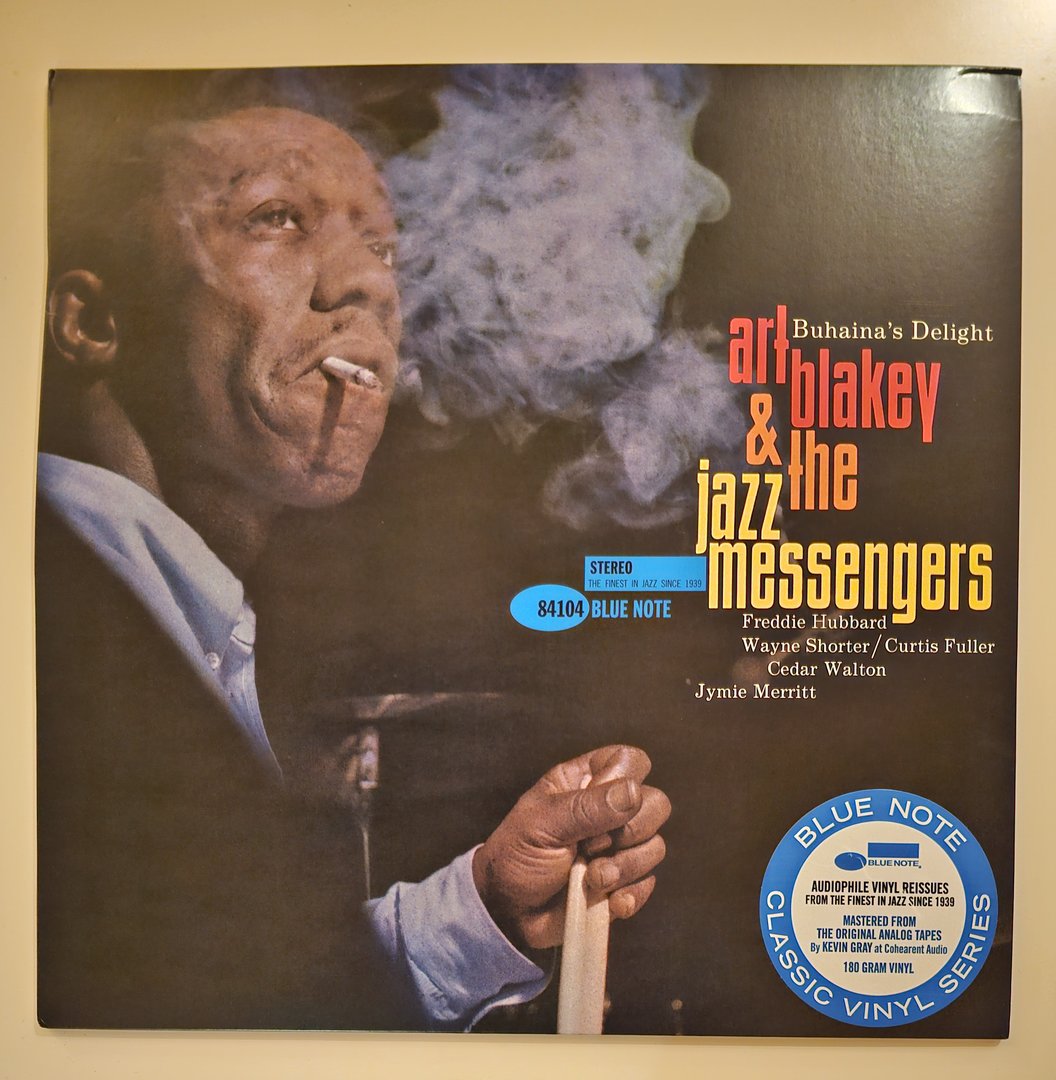 Buhaina's Delight
art
blakey
& the
jazz
messengers
STEREO
THE FINEST IN JAZZ SINCE 1939
84104 BLUE NOTE
Freddie Hubbard
Wayne Shorter/Curtis Fuller
Cedar Walton
Jymie Merritt
BLUE NOTE
BLUE NOTE
AUDIOPHILE VINYL REISSUES
FROM THE FINEST IN JAZZ SINCE 1939
MASTERED FROM
THE ORIGINAL ANALOG TAPES
By KEVIN GRAY at Cohearent Audio
180 GRAM VINYL
CLASSIC VINYL SERIES